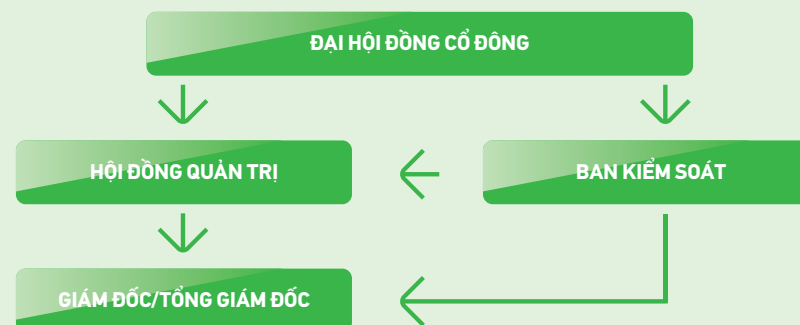 ĐẠI HỘI ĐỒNG CỔ ĐÔNG
HỘI ĐỒNG QUẢN TRỊ
BAN KIỂM SOÁT
GIÁM ĐỐC/TỔNG GIÁM ĐỐC